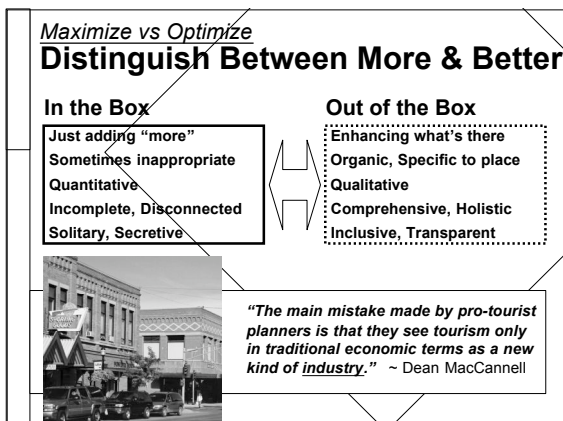 Maximize vs Optimize
Distinguish Between More & Better
In the Box
Just adding “more”
Sometimes inappropriate
Quantitative
Incomplete, Disconnected
Solitary, Secretive
Out of the Box
Enhancing what’s there
Organic, Specific to place
Qualitative
Comprehensive, Holistic
Inclusive, Transparent
“The main mistake made by pro-tourist
planners is that they see tourism only
in traditional economic terms as a new
kind of industry.” ~ Dean MacCannell